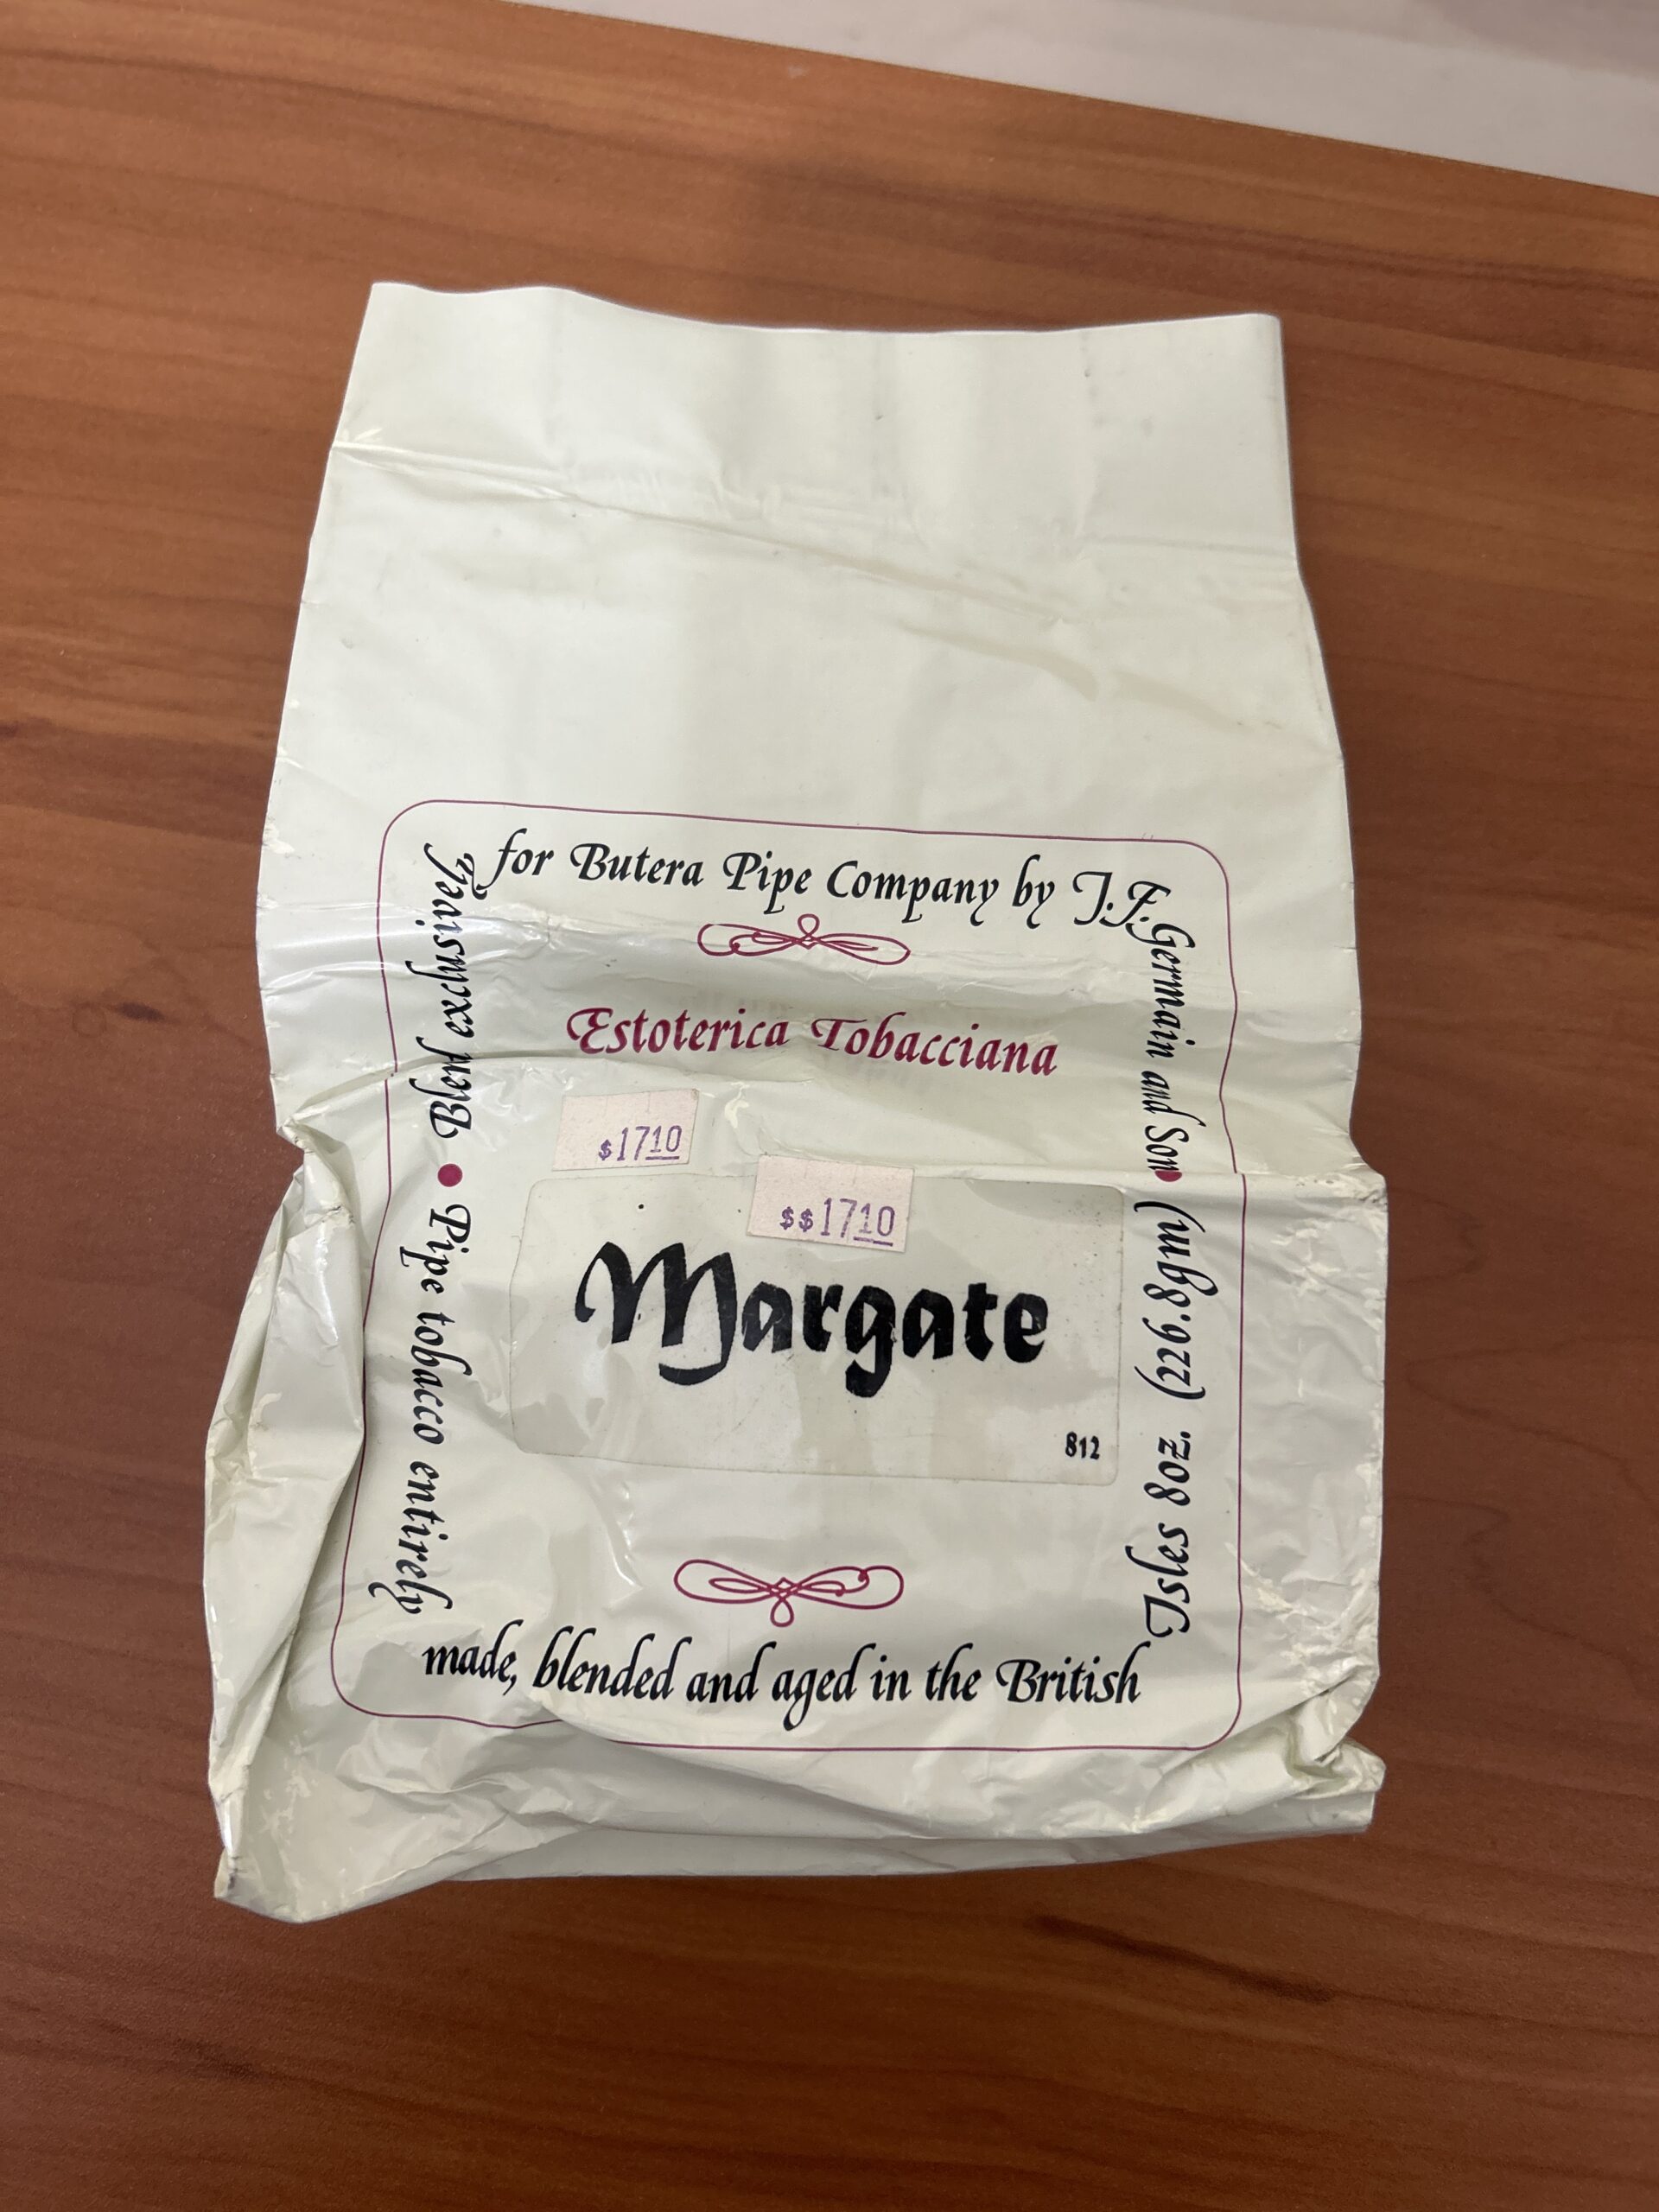 Blend exclusively
for Butera Pipe Company by J.F. Germain and Son
Estoterica Tobacciana
$1710
$$1710
Margate
812
Pipe tobacco entirely
made, blended and aged in the British
Isles 8oz. (226.8gm)